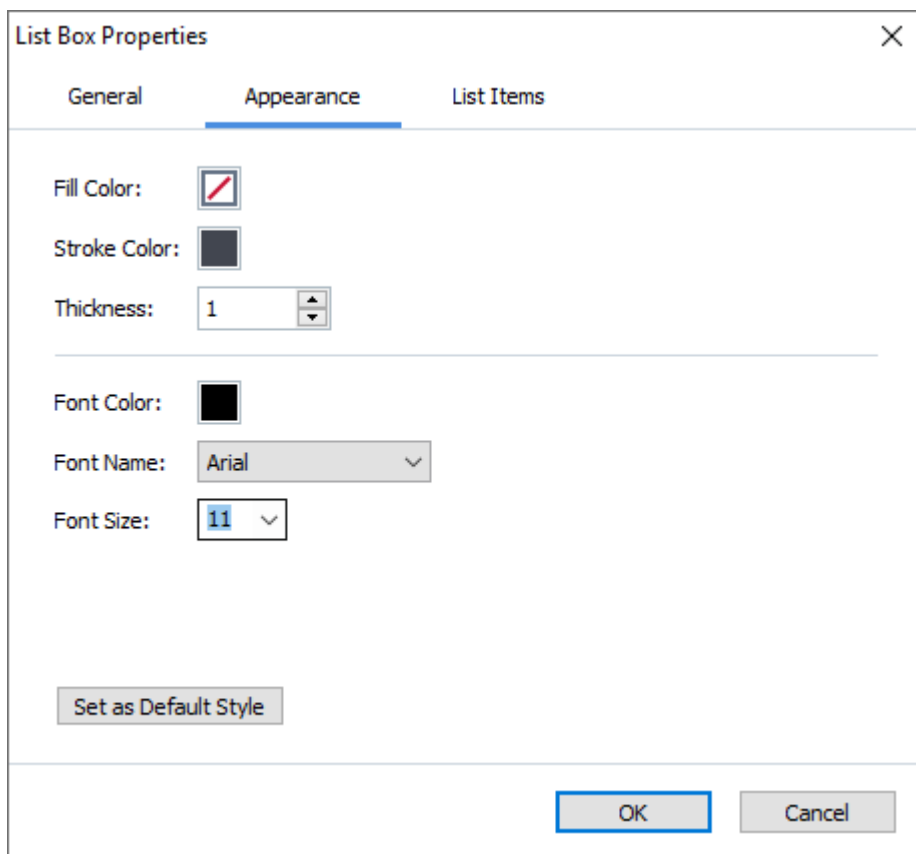 List Box Properties
General Appearance List Items
Fill Color:
Stroke Color:
Thickness: 1
Font Color:
Font Name: Arial
Font Size: 11
Set as Default Style
OK Cancel